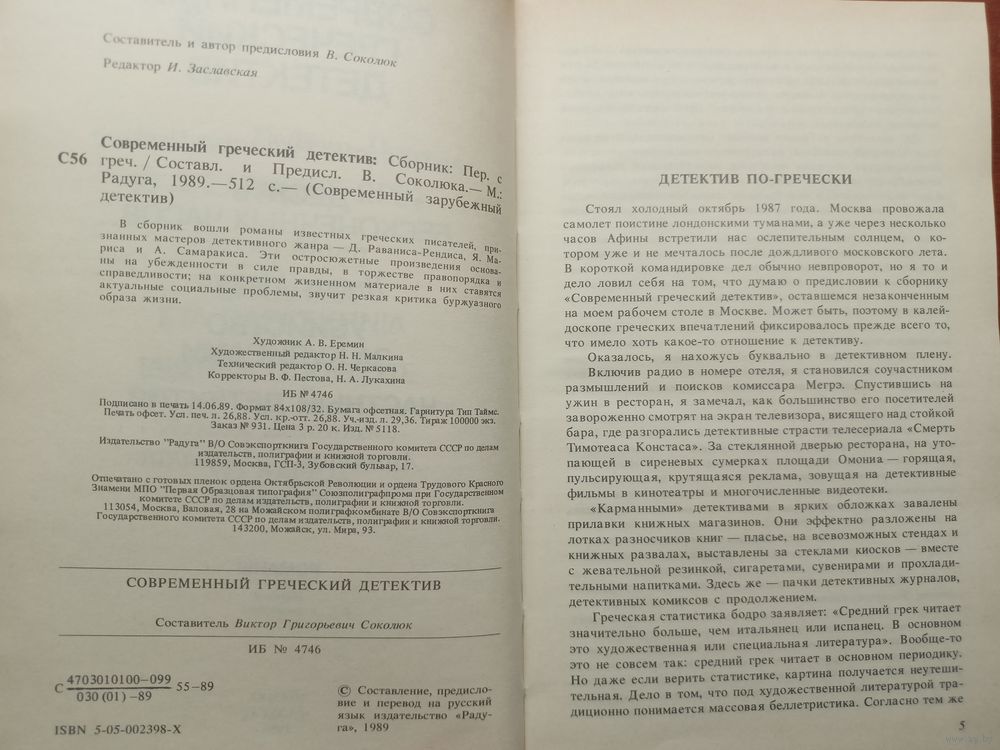 Составитель и автор предисловия В. Соколюк
Редактор И. Заславская
Современный греческий детектив: Сборник: Пер. с
С56 греч. / Составл. и Предисл. В. Соколюка.— М.:
Радуга, 1989.—512 с.— (Современный зарубежный
детектив)
В сборник вошли романы известных греческих писателей, при-
знанных мастеров детективного жанра — Д. Раваниса-Рендиса, Я. Ма-
риса и А. Самаракиса. Эти остросюжетные произведения основа-
ны на убежденности в силе правды, в торжестве правопорядка и
справедливости; на конкретном жизненном материале в них ставятся
актуальные социальные проблемы, звучит резкая критика буржуазного
образа жизни.
Художник А. В. Еремин
Художественный редактор Н. Н. Малкина
Технический редактор О. Н. Черкасова
Корректоры В. Ф. Пестова, Н. А. Лукахина
ИБ № 4746
Подписано в печать 14.06.89. Формат 84х108/32. Бумага офсетная. Гарнитура Тип Таймс.
Печать офсет. Усл. печ. л. 26,88. Усл. кр.-отт. 26,88. Уч.-изд. л. 29,36. Тираж 100000 экз.
Заказ № 931. Цена 3 р. 20 к. Изд. № 5118.
Издательство "Радуга" В/О Совэкспорткнига Государственного комитета СССР по делам
издательств, полиграфии и книжной торговли.
119859, Москва, ГСП-3, Зубовский бульвар, 17.
Отпечатано с готовых пленок ордена Октябрьской Революции и ордена Трудового Красного
Знамени МПО "Первая Образцовая типография" Союзполиграфпрома при Государственном
комитете СССР по делам издательств, полиграфии и книжной торговли.
113054, Москва, Валовая, 28 на Можайском полиграфкомбинате В/О Совэкспорткнига
Государственного комитета СССР по делам издательств, полиграфии и книжной торговли.
143200, Можайск, ул. Мира, 93.
СОВРЕМЕННЫЙ ГРЕЧЕСКИЙ ДЕТЕКТИВ
Составитель Виктор Григорьевич Соколюк
ИБ № 4746
С 4703010100—099 55—89
030 (01) —89
ISBN 5-05-002398-X
© Составление, предисло-
вие и перевод на русский
язык издательство «Раду-
га», 1989
ДЕТЕКТИВ ПО-ГРЕЧЕСКИ
Стоял холодный октябрь 1987 года. Москва провожала
самолет поистине лондонскими туманами, а уже через несколько
часов Афины встретили нас ослепительным солнцем, о ко-
тором уже и не мечталось после дождливого московского лета.
В короткой командировке дел обычно невпроворот, но я то и
дело ловил себя на том, что думаю о предисловии к сборнику
«Современный греческий детектив», оставшемся незаконченным
на моем рабочем столе в Москве. Может быть, поэтому в калей-
доскопе греческих впечатлений фиксировалось прежде всего то,
что имело хоть какое-то отношение к детективу.
Оказалось, я нахожусь буквально в детективном плену.
Включив радио в номере отеля, я становился соучастником
размышлений и поисков комиссара Мегрэ. Спустившись на
ужин в ресторан, я замечал, как большинство его посетителей
завороженно смотрят на экран телевизора, висящего над стойкой
бара, где разгорались детективные страсти телесериала «Смерть
Тимотеаса Констаса». За стеклянной дверью ресторана, на уто-
пающей в сиреневых сумерках площади Омониа — горящая,
пульсирующая, крутящаяся реклама, зовущая на детективные
фильмы в кинотеатры и многочисленные видеотеки.
«Карманными» детективами в ярких обложках завалены
прилавки книжных магазинов. Они эффектно разложены на
лотках разносчиков книг — пласье, на всевозможных стендах и
книжных развалах, выставлены за стеклами киосков — вместе
с жевательной резинкой, сигаретами, сувенирами и прохлади-
тельными напитками. Здесь же — пачки детективных журналов,
детективных комиксов с продолжением.
Греческая статистика бодро заявляет: «Средний грек читает
значительно больше, чем итальянец или испанец. В основном
это художественная или специальная литература». Вообще-то
это не совсем так: средний грек читает в основном периодику.
Но даже если верить статистике, картина получается неутеши-
тельная. Дело в том, что под художественной литературой тра-
диционно понимается массовая беллетристика. Согласно тем же
5